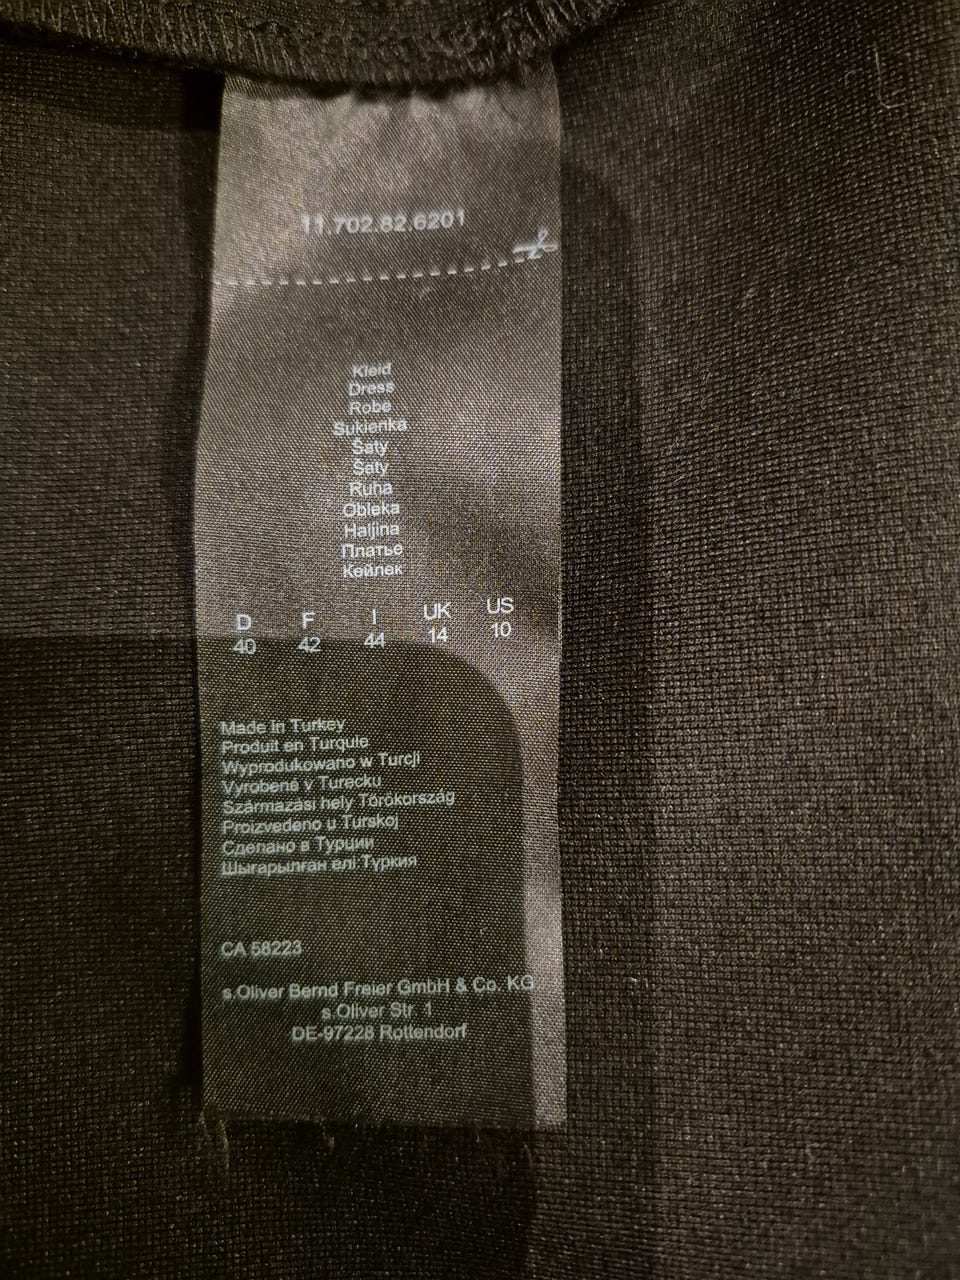 11.702.82.6201
Kleid
Dress
Robe
Sukienka
Šaty
Šaty
Ruha
Obleka
Haljina
Платье
Көйлек
D F I UK US
40 42 44 14 10
Made in Turkey
Produit en Turquie
Wyprodukowano w Turcji
Vyrobené v Turecku
Származási hely Törökország
Proizvedeno u Turskoj
Сделано в Турции
Шығарылған елі Туркия
CA 58223
s.Oliver Bernd Freier GmbH & Co. KG
s.Oliver Str. 1
DE-97228 Rottendorf